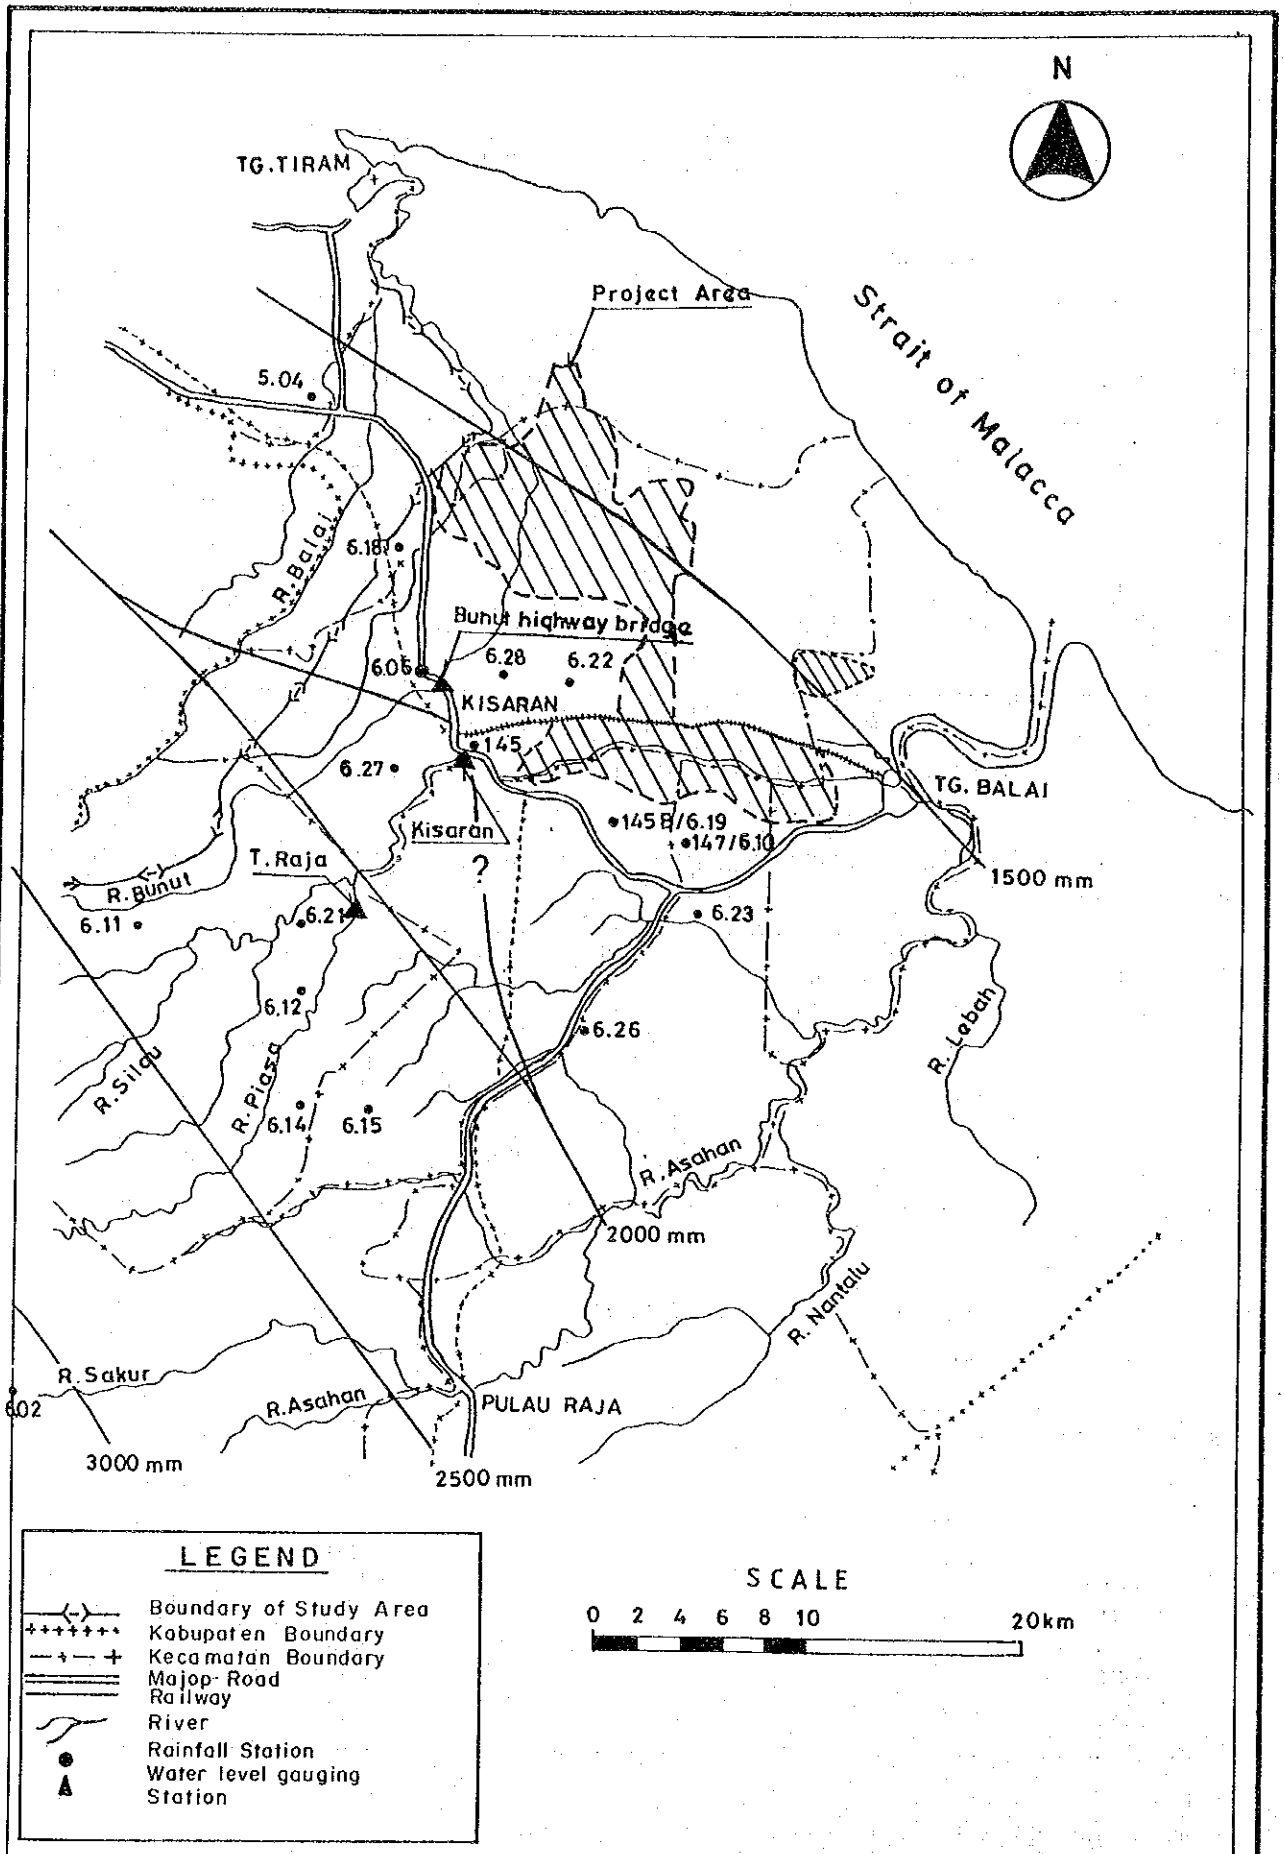 N
TG.TIRAM
Project Area
Strait of Malacca
5.04
R. Balai
6.18
Bunut highway bridge
6.06
6.28
6.22
KISARAN
145
6.27
TG. BALAI
Kisaran
145 B/6.19
147/6.10
T. Raja
?
1500 mm
R. Bunut
6.11
6.21
6.23
6.12
6.26
R. Lebah
R. Silau
R. Piasa
6.14
6.15
R. Asahan
2000 mm
R. Nantalu
R. Sakur
R. Asahan
PULAU RAJA
602
3000 mm
2500 mm
LEGEND
Boundary of Study Area
Kabupaten Boundary
Kecamatan Boundary
Majop Road
Railway
River
Rainfall Station
Water level gauging
Station
SCALE
0 2 4 6 8 10 20km